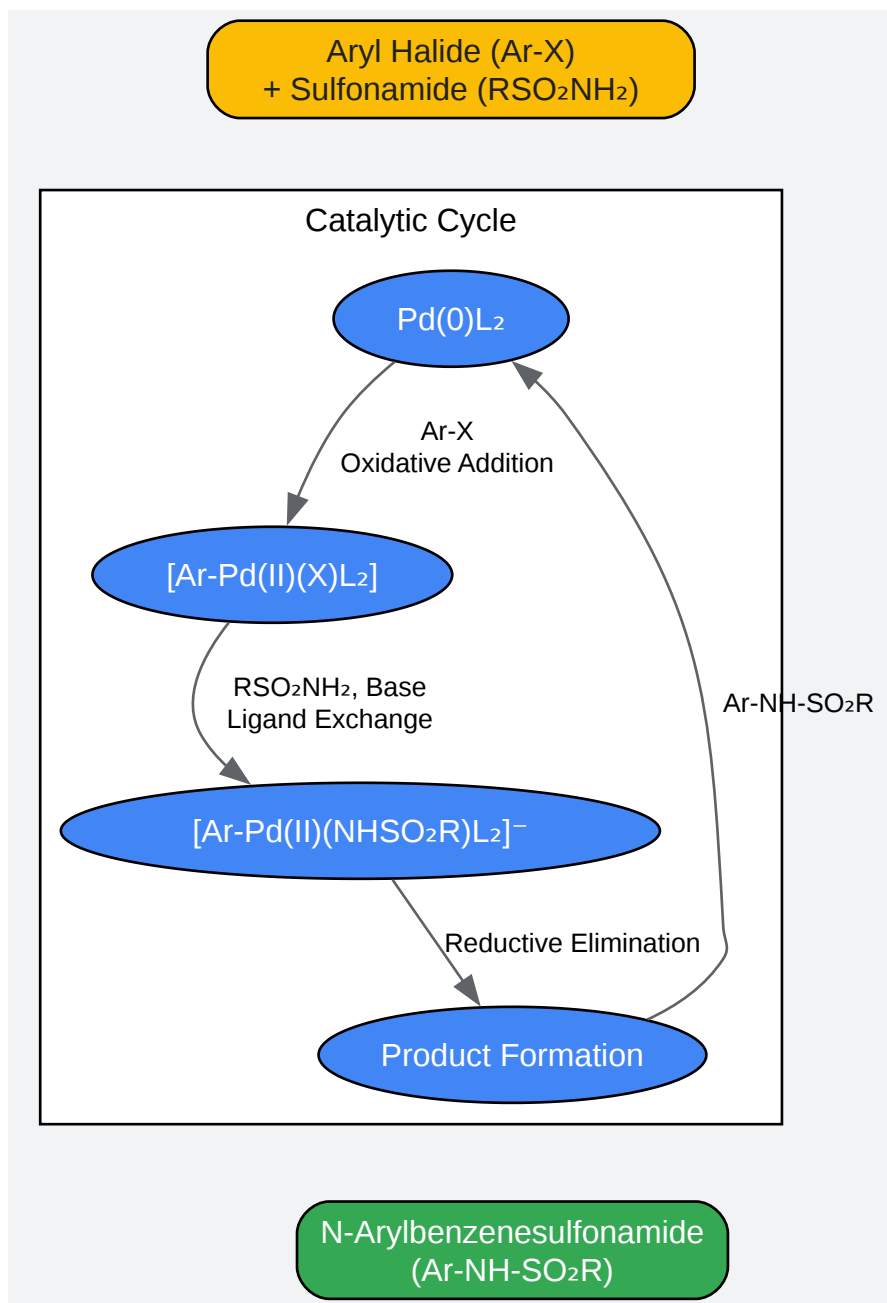 Aryl Halide (Ar-X)
+ Sulfonamide (RSO₂NH₂)
Catalytic Cycle
Pd(0)L₂
Ar-X
Oxidative Addition
[Ar-Pd(II)(X)L₂]
RSO₂NH₂, Base
Ligand Exchange
Ar-NH-SO₂R
[Ar-Pd(II)(NHSO₂R)L₂]⁻
Reductive Elimination
Product Formation
N-Arylbenzenesulfonamide
(Ar-NH-SO₂R)